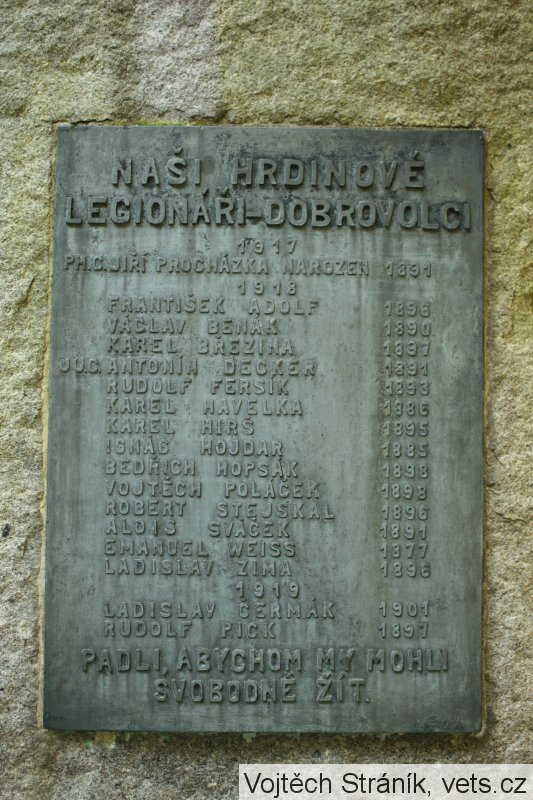 NAŠI HRDINOVÉ
LEGIONÁŘI-DOBROVOLCI
1917
PH.C. JIŘÍ PROCHÁZKA NAROZEN 1891
1918
FRANTIŠEK ADOLF 1896
VÁCLAV BENÁK 1890
KAREL BŘEZINA 1897
JUC. ANTONÍN DECKER 1891
RUDOLF FERSÍK 1893
KAREL HAVELKA 1886
KAREL HIRŠ 1895
IGNÁC HOJDAR 1885
BEDŘICH HOPSÁK 1898
VOJTĚCH POLÁČEK 1898
ROBERT STEJSKAL 1896
ALOIS SVÁČEK 1891
EMANUEL WEISS 1877
LADISLAV ZIMA 1896
1919
LADISLAV ČERMÁK 1901
RUDOLF PICK 1897
PADLI, ABYCHOM MY MOHLI
SVOBODNĚ ŽÍT.
Vojtěch Stráník, vets.cz